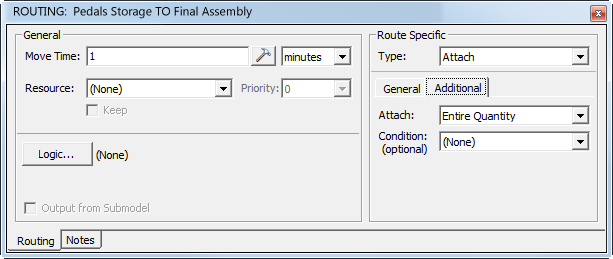 ROUTING: Pedals Storage TO Final Assembly
General
Move Time: 1 minutes
Resource: (None) Priority: 0
Keep
Logic... (None)
Output from Submodel
Route Specific
Type: Attach
General Additional
Attach: Entire Quantity
Condition: (None)
(optional)
Routing Notes